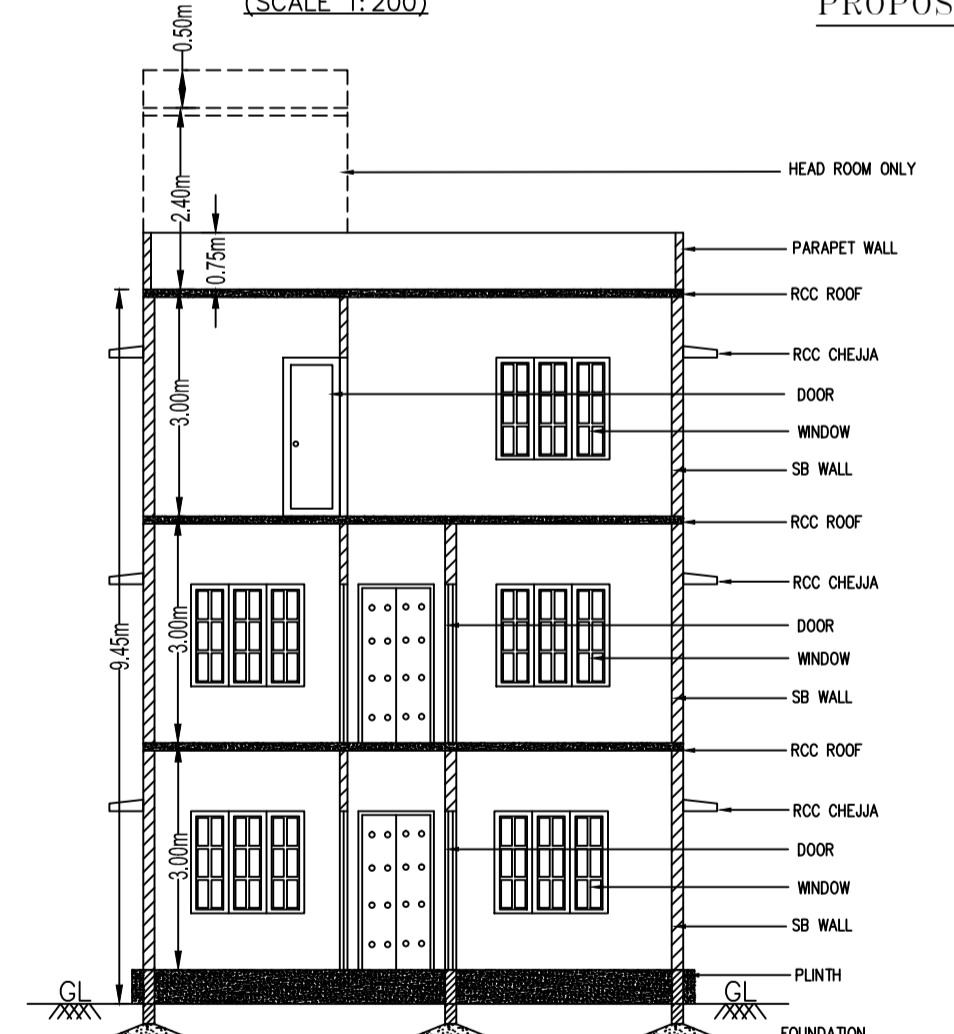 (SCALE 1:200)
PROPOS
0.50m
2.40m
HEAD ROOM ONLY
0.75m
PARAPET WALL
RCC ROOF
RCC CHEJJA
3.00m
DOOR
WINDOW
SB WALL
RCC ROOF
RCC CHEJJA
9.45m
3.00m
DOOR
WINDOW
SB WALL
RCC ROOF
RCC CHEJJA
3.00m
DOOR
WINDOW
SB WALL
PLINTH
GL
GL
FOUNDATION